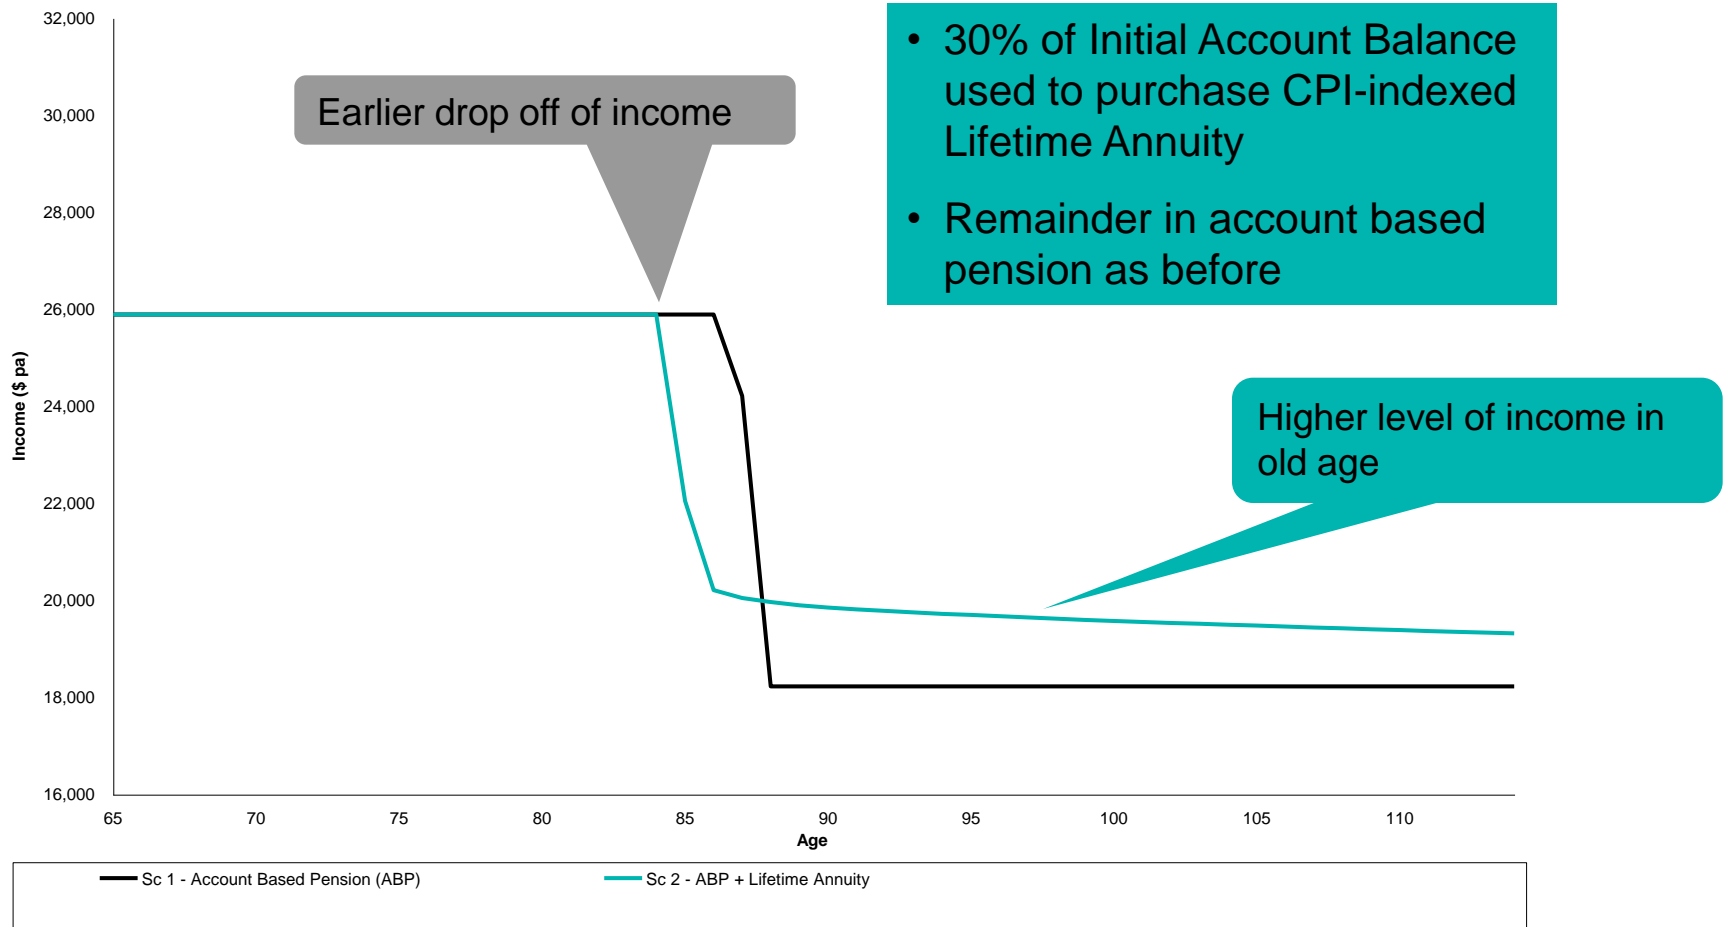 32,000
30,000
28,000
26,000
24,000
22,000
20,000
18,000
16,000
Income ($ pa)
Earlier drop off of income
• 30% of Initial Account Balance
used to purchase CPI-indexed
Lifetime Annuity
• Remainder in account based
pension as before
Higher level of income in
old age
65 70 75 80 85 90 95 100 105 110
Age
Sc 1 - Account Based Pension (ABP) Sc 2 - ABP + Lifetime Annuity